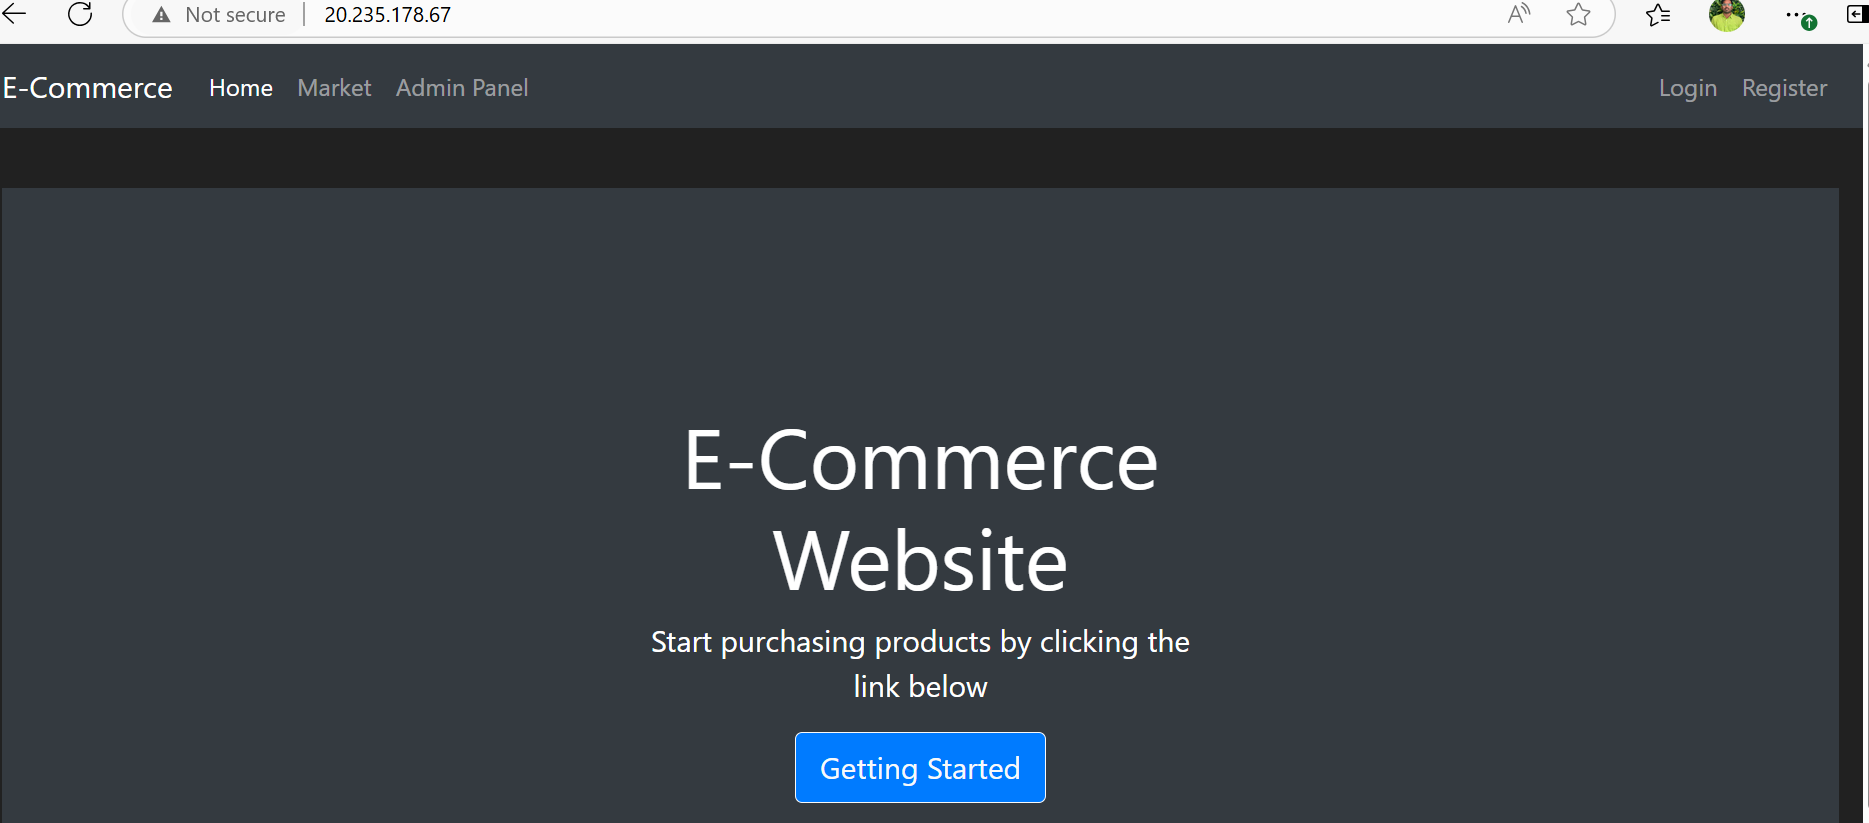 Not secure 20.235.178.67
E-Commerce Home Market Admin Panel Login Register
E-Commerce
Website
Start purchasing products by clicking the
link below
Getting Started